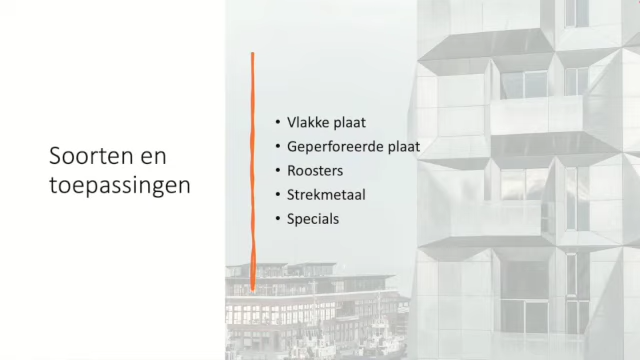 Soorten en
toepassingen
• Vlakke plaat
• Geperforeerde plaat
• Roosters
• Strekmetaal
• Specials